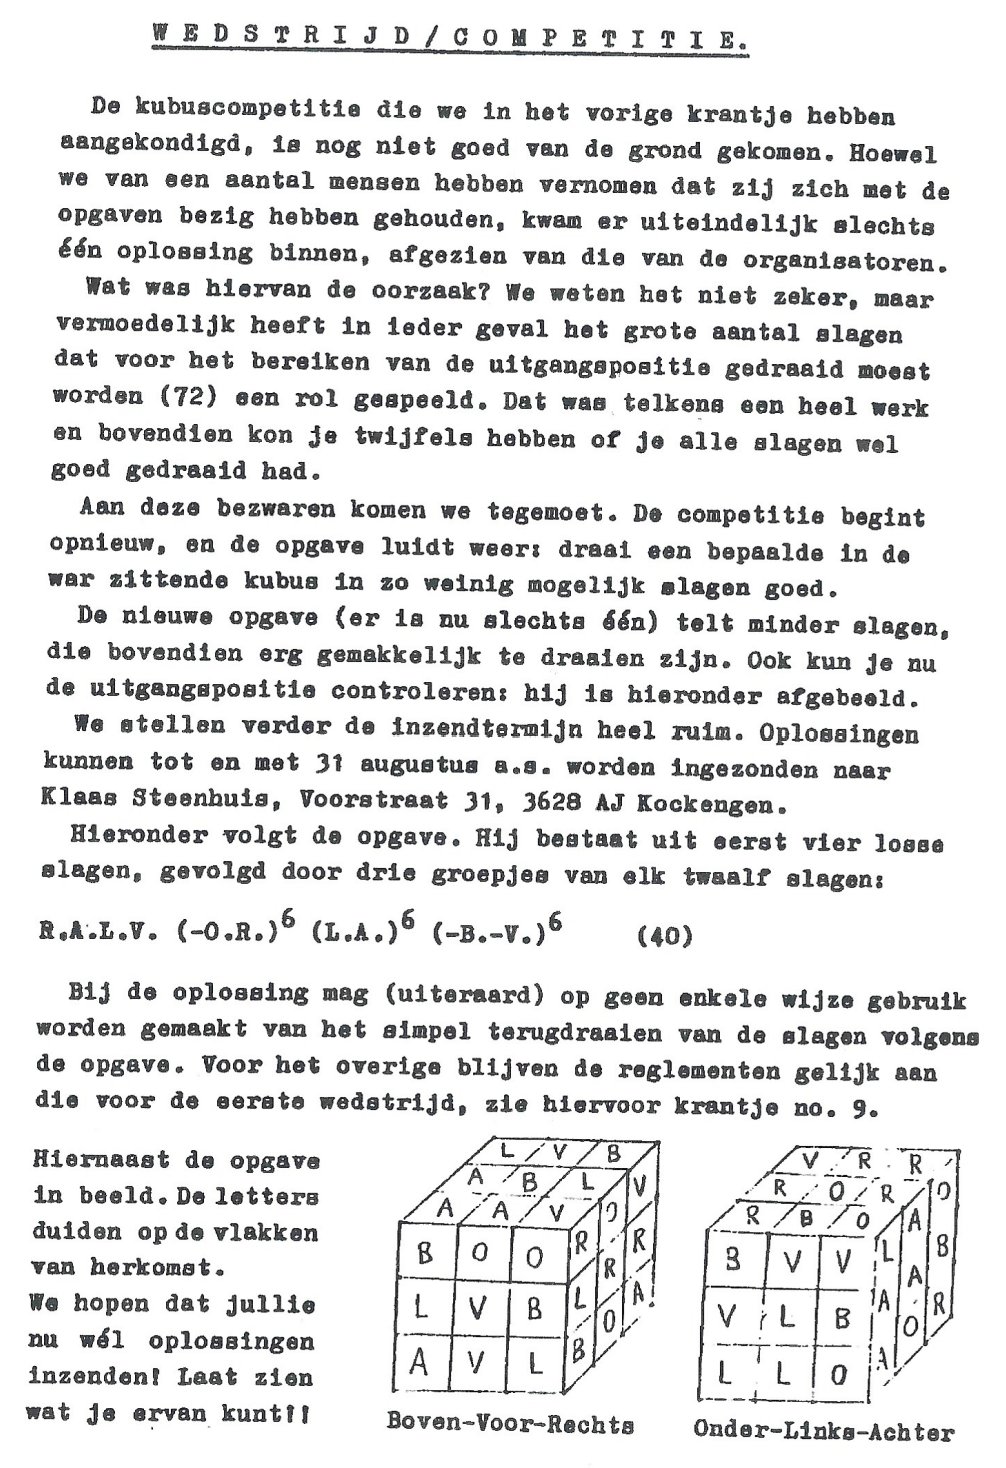 WEDSTRIJD/COMPETITIE.
De kubuscompetitie die we in het vorige krantje hebben
aangekondigd, is nog niet goed van de grond gekomen. Hoewel
we van een aantal mensen hebben vernomen dat zij zich met de
opgaven bezig hebben gehouden, kwam er uiteindelijk slechts
één oplossing binnen, afgezien van die van de organisatoren.
Wat was hiervan de oorzaak? We weten het niet zeker, maar
vermoedelijk heeft in ieder geval het grote aantal slagen
dat voor het bereiken van de uitgangspositie gedraaid moest
worden (72) een rol gespeeld. Dat was telkens een heel werk
en bovendien kon je twijfels hebben of je alle slagen wel
goed gedraaid had.
Aan deze bezwaren komen we tegemoet. De competitie begint
opnieuw, en de opgave luidt weer: draai een bepaalde in de
war zittende kubus in zo weinig mogelijk slagen goed.
De nieuwe opgave (er is nu slechts één) telt minder slagen,
die bovendien erg gemakkelijk te draaien zijn. Ook kun je nu
de uitgangspositie controleren: hij is hieronder afgebeeld.
We stellen verder de inzendtermijn heel ruim. Oplossingen
kunnen tot en met 31 augustus a.s. worden ingezonden naar
Klaas Steenhuis, Voorstraat 31, 3628 AJ Kockengen.
Hieronder volgt de opgave. Hij bestaat uit eerst vier losse
slagen, gevolgd door drie groepjes van elk twaalf slagen:
R.A.L.V. (-O.R.)⁶ (L.A.)⁶ (-B.-V.)⁶ (40)
Bij de oplossing mag (uiteraard) op geen enkele wijze gebruik
worden gemaakt van het simpel terugdraaien van de slagen volgens
de opgave. Voor het overige blijven de reglementen gelijk aan
die voor de eerste wedstrijd, zie hiervoor krantje no. 9.
Hiernaast de opgave
in beeld. De letters
duiden op de vlakken
van herkomst.
We hopen dat jullie
nu wél oplossingen
inzenden! Laat zien
wat je ervan kunt!!
L V B
A B L
A A V
B O O
L V B
A V L
R O V
L R R
B O A
Boven-Voor-Rechts
V R R
R O R
R B O
B V V
V L B
L L O
L A O
A A B
A O R
Onder-Links-Achter